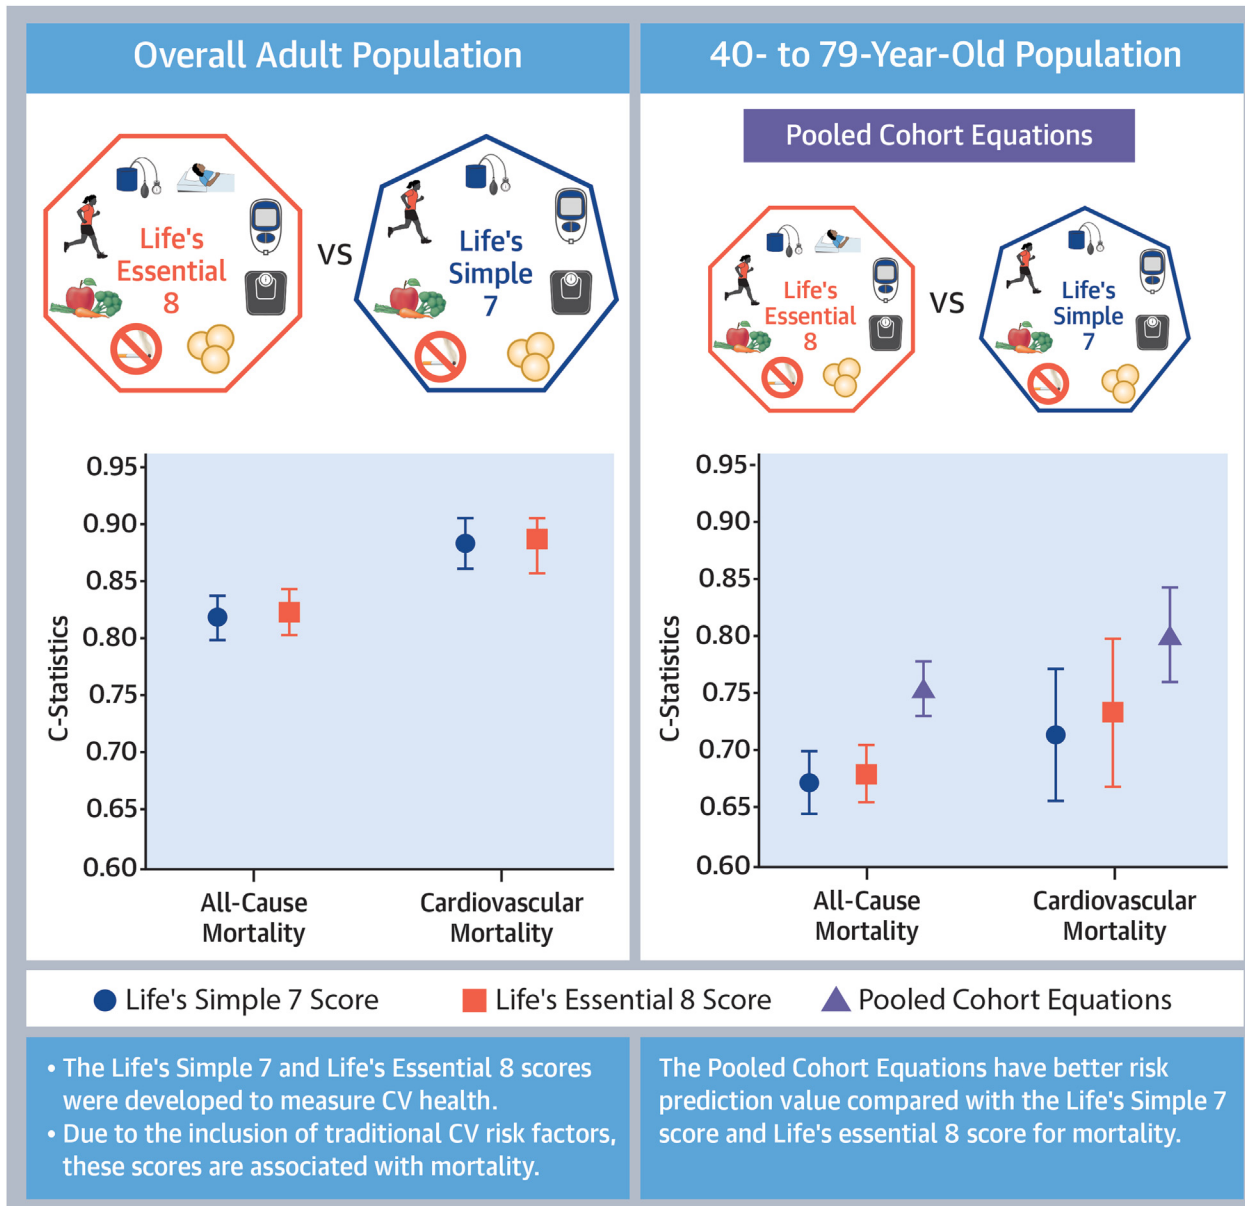 Overall Adult Population
Life's
Essential
8
vs
Life's
Simple
7
0.95
0.90
0.85
0.80
0.75
0.70
0.65
0.60
C-Statistics
All-Cause
Mortality
Cardiovascular
Mortality
40- to 79-Year-Old Population
Pooled Cohort Equations
Life's
Essential
8
vs
Life's
Simple
7
0.95
0.90
0.85
0.80
0.75
0.70
0.65
0.60
C-Statistics
All-Cause
Mortality
Cardiovascular
Mortality
Life's Simple 7 Score
Life's Essential 8 Score
Pooled Cohort Equations
• The Life's Simple 7 and Life's Essential 8 scores
were developed to measure CV health.
• Due to the inclusion of traditional CV risk factors,
these scores are associated with mortality.
The Pooled Cohort Equations have better risk
prediction value compared with the Life's Simple 7
score and Life's essential 8 score for mortality.